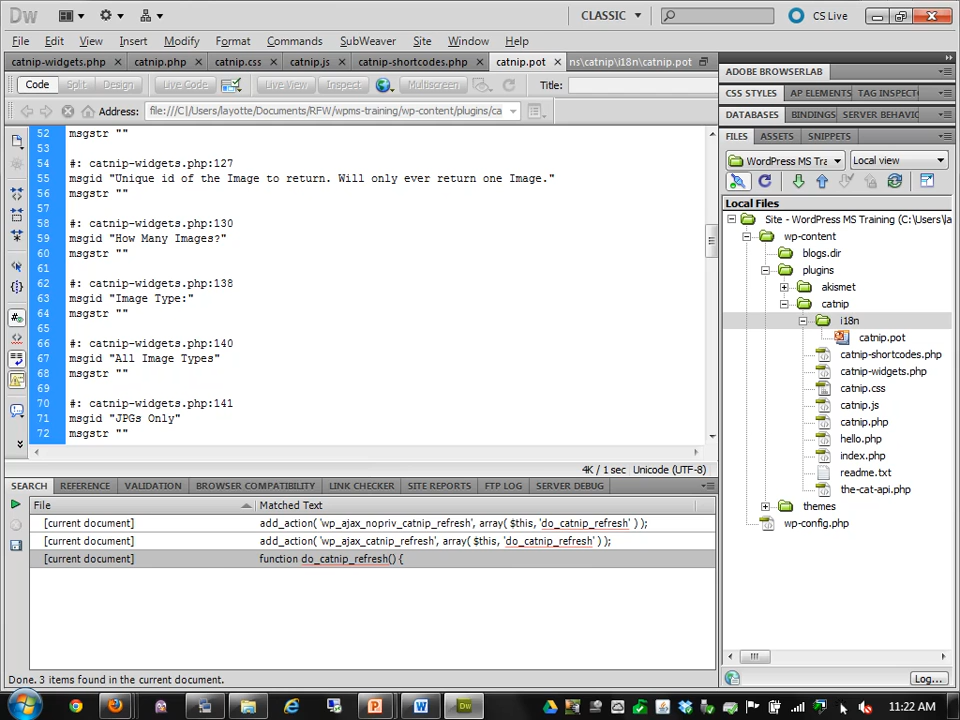 Dw
CLASSIC
CS Live
File Edit View Insert Modify Format Commands SubWeaver Site Window Help
catnip-widgets.php × catnip.php × catnip.css × catnip.js × catnip-shortcodes.php × catnip.pot × ns\catnip\i18n\catnip.pot
Code Split Design Live Code Live View Inspect Multiscreen Title:
Address: file:///C|/Users/layotte/Documents/RFW/wpms-training/wp-content/plugins/ca
52 msgstr ""
53
54 #: catnip-widgets.php:127
55 msgid "Unique id of the Image to return. Will only ever return one Image."
56 msgstr ""
57
58 #: catnip-widgets.php:130
59 msgid "How Many Images?"
60 msgstr ""
61
62 #: catnip-widgets.php:138
63 msgid "Image Type:"
64 msgstr ""
65
66 #: catnip-widgets.php:140
67 msgid "All Image Types"
68 msgstr ""
69
70 #: catnip-widgets.php:141
71 msgid "JPGs Only"
72 msgstr ""
4K / 1 sec Unicode (UTF-8)
SEARCH REFERENCE VALIDATION BROWSER COMPATIBILITY LINK CHECKER SITE REPORTS FTP LOG SERVER DEBUG
File Matched Text
[current document] add_action( 'wp_ajax_nopriv_catnip_refresh', array( $this, 'do_catnip_refresh' ) );
[current document] add_action( 'wp_ajax_catnip_refresh', array( $this, 'do_catnip_refresh' ) );
[current document] function do_catnip_refresh() {
Done. 3 items found in the current document.
ADOBE BROWSERLAB
CSS STYLES AP ELEMENTS TAG INSPECT
DATABASES BINDINGS SERVER BEHAVIO
FILES ASSETS SNIPPETS
WordPress MS Tra Local view
Local Files
Site - WordPress MS Training (C:\Users\la
wp-content
blogs.dir
plugins
akismet
catnip
i18n
catnip.pot
catnip-shortcodes.php
catnip-widgets.php
catnip.css
catnip.js
catnip.php
hello.php
index.php
readme.txt
the-cat-api.php
themes
wp-config.php
Log...
11:22 AM